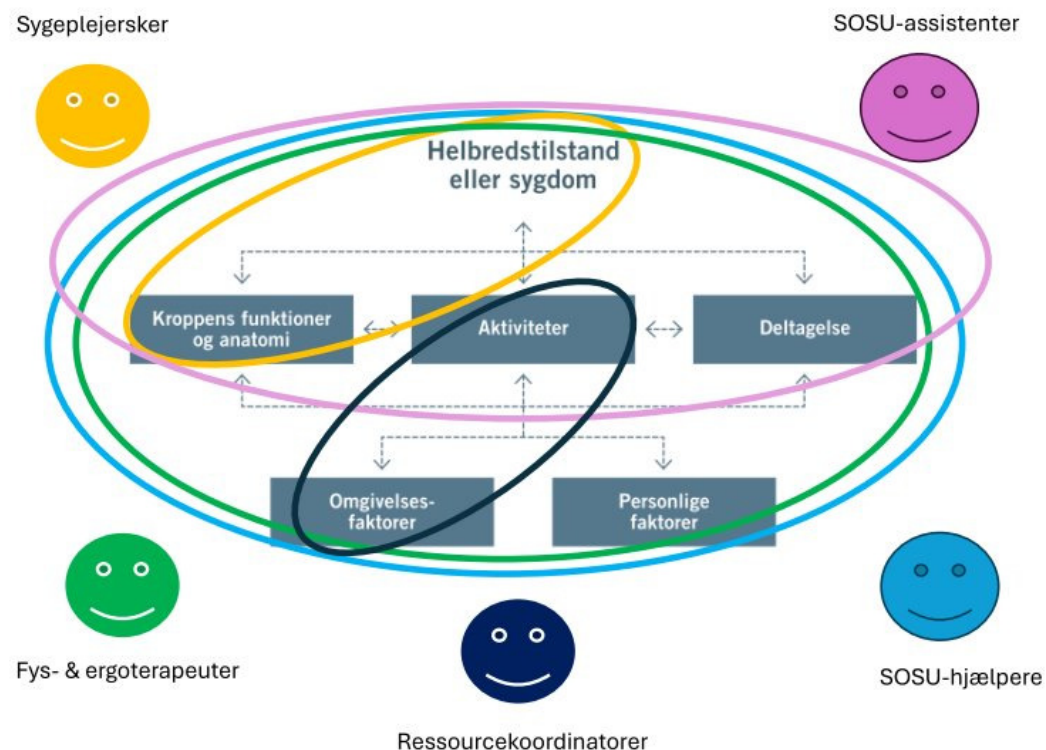 Sygeplejersker
SOSU-assistenter
Helbredstilstand
eller sygdom
Kroppens funktioner
og anatomi
Aktiviteter
Deltagelse
Omgivelses-
faktorer
Personlige
faktorer
Fys- & ergoterapeuter
SOSU-hjælpere
Ressourcekoordinatorer